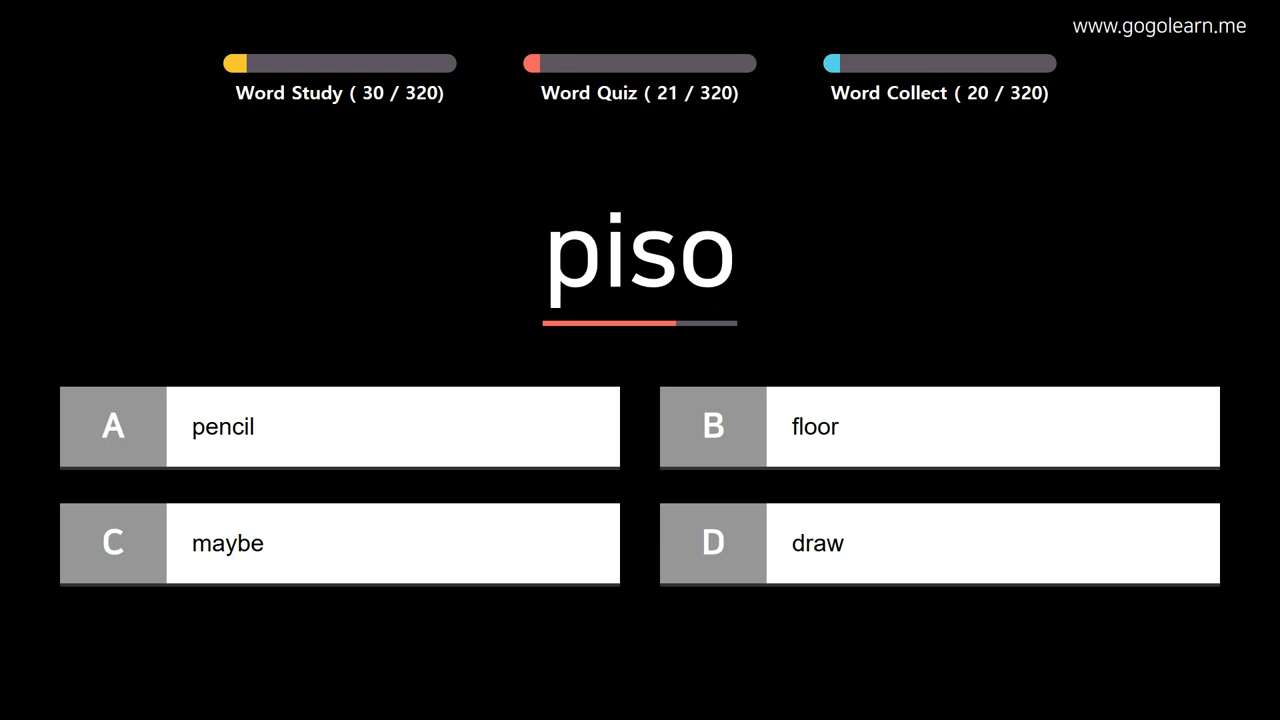 www.gogolearn.me
Word Study ( 30 / 320)
Word Quiz ( 21 / 320)
Word Collect ( 20 / 320)
piso
A pencil
B floor
C maybe
D draw